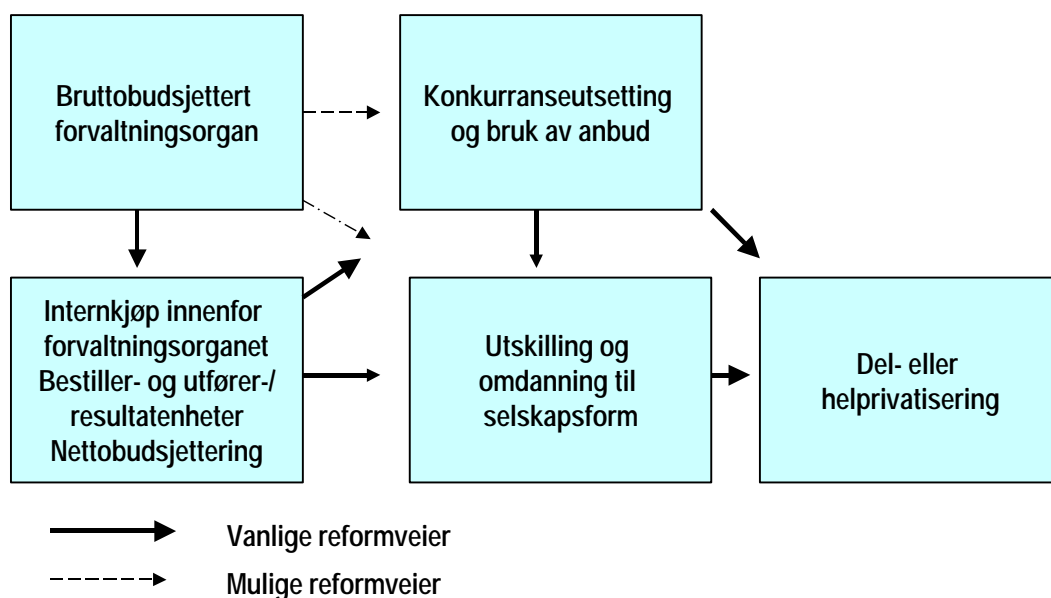 Bruttobudsjettert
forvaltningsorgan
Konkurranseutsetting
og bruk av anbud
Internkjøp innenfor
forvaltningsorganet
Bestiller- og utfører-/
resultatenheter
Nettobudsjettering
Utskilling og
omdanning til
selskapsform
Del- eller
helprivatisering
Vanlige reformveier
Mulige reformveier